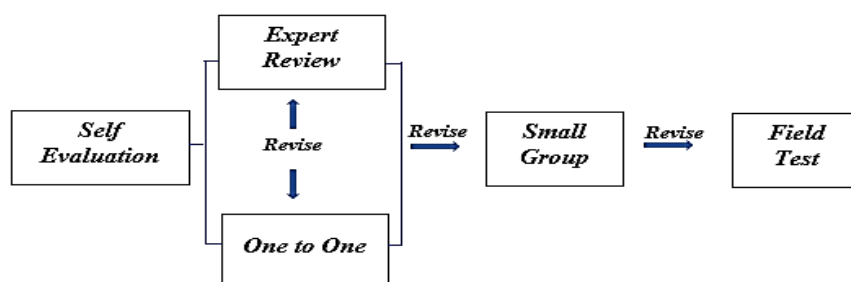 Expert
Review
Self
Evaluation
Revise
One to One
Revise
Small
Group
Revise
Field
Test